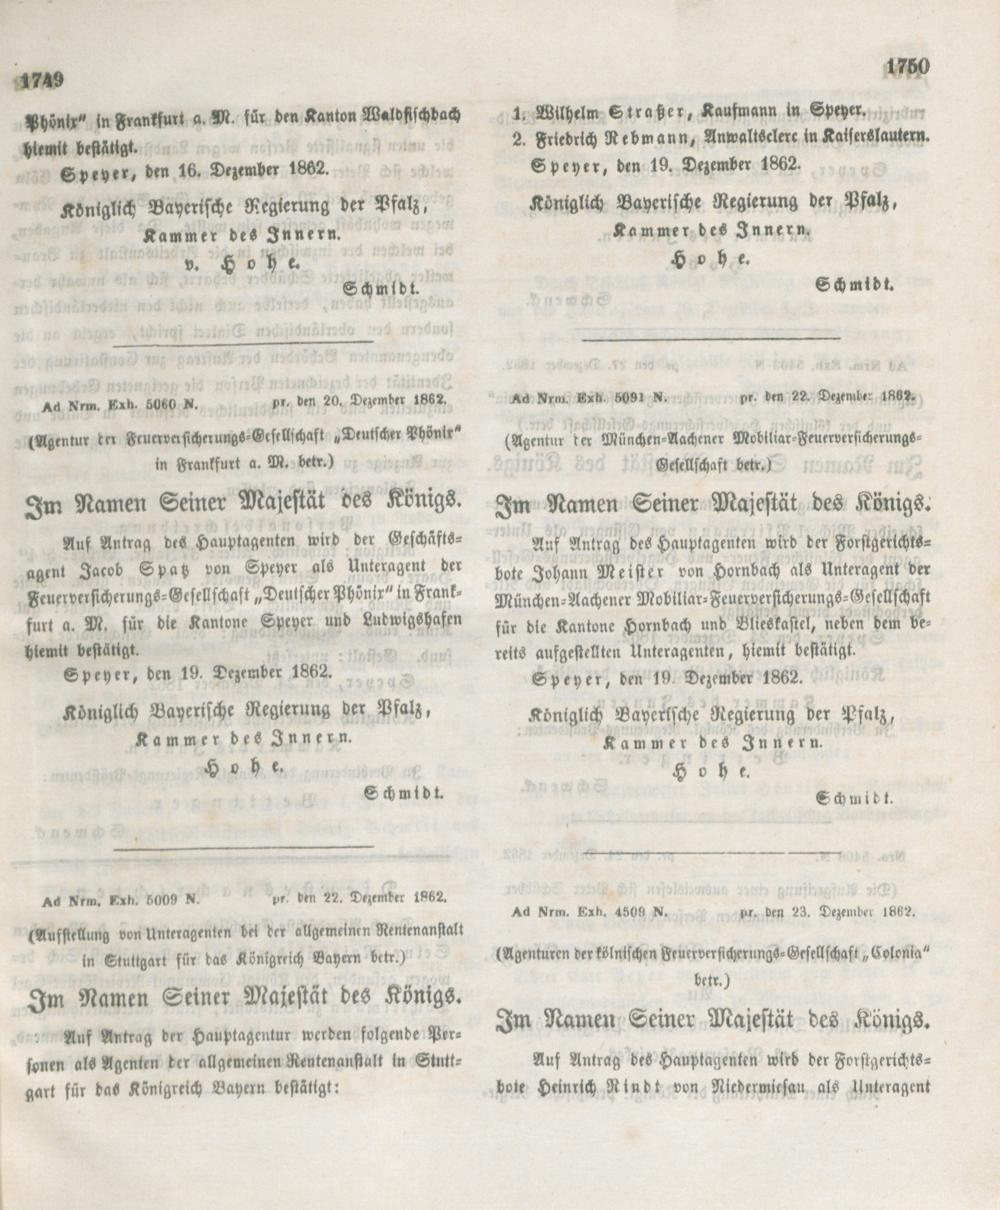 1749
Phönix“ in Frankfurt a. M. für den Kanton Waldfischbach
hiemit bestätigt.
Speyer, den 16. Dezember 1862.
Königlich Bayerische Regierung der Pfalz,
Kammer des Innern.
v. Hohe.
Schmidt.
Ad Nrm. Exh. 5060 N. pr. den 20. Dezember 1862.
(Agentur der Feuerversicherungs-Gesellschaft „Deutscher Phönix“
in Frankfurt a. M. betr.)
Im Namen Seiner Majestät des Königs.
Auf Antrag des Hauptagenten wird der Geschäfts-
agent Jacob Spatz von Speyer als Unteragent der
Feuerversicherungs-Gesellschaft „Deutscher Phönix“ in Frank-
furt a. M. für die Kantone Speyer und Ludwigshafen
hiemit bestätigt.
Speyer, den 19. Dezember 1862.
Königlich Bayerische Regierung der Pfalz,
Kammer des Innern.
Hohe.
Schmidt.
Ad Nrm. Exh. 5009 N. pr. den 22. Dezember 1862.
(Aufstellung von Unteragenten bei der allgemeinen Rentenanstalt
in Stuttgart für das Königreich Bayern betr.)
Im Namen Seiner Majestät des Königs.
Auf Antrag der Hauptagentur werden folgende Per-
sonen als Agenten der allgemeinen Rentenanstalt in Stutt-
gart für das Königreich Bayern bestätigt:
1750
1. Wilhelm Straßer, Kaufmann in Speyer.
2. Friedrich Rebmann, Anwaltsclerc in Kaiserslautern.
Speyer, den 19. Dezember 1862.
Königlich Bayerische Regierung der Pfalz,
Kammer des Innern.
Hohe.
Schmidt.
Ad Nrm. Exh. 5091 N. pr. den 22. Dezember 1862.
(Agentur der München-Aachener Mobiliar-Feuerversicherungs-
Gesellschaft betr.)
Im Namen Seiner Majestät des Königs.
Auf Antrag des Hauptagenten wird der Forstgerichts-
bote Johann Meister von Hornbach als Unteragent der
München-Aachener Mobiliar-Feuerversicherungs-Gesellschaft
für die Kantone Hornbach und Blieskastel, neben dem be-
reits aufgestellten Unteragenten, hiemit bestätigt.
Speyer, den 19. Dezember 1862.
Königlich Bayerische Regierung der Pfalz,
Kammer des Innern.
Hohe.
Schmidt.
Ad Nrm. Exh. 4509 N. pr. den 23. Dezember 1862.
(Agenturen der kölnischen Feuerversicherungs-Gesellschaft „Colonia“
betr.)
Im Namen Seiner Majestät des Königs.
Auf Antrag des Hauptagenten wird der Forstgerichts-
bote Heinrich Rindt von Niedermiesau als Unteragent